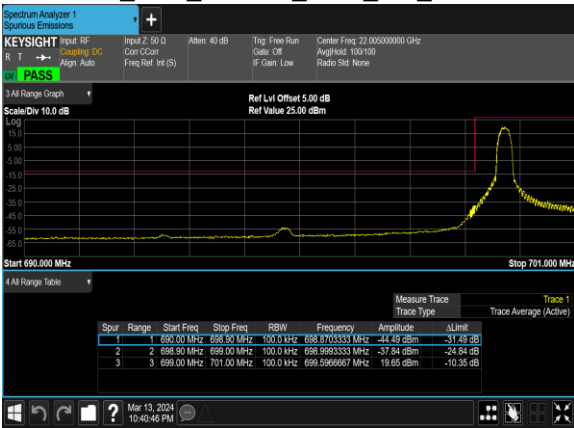 Spectrum Analyzer 1
Spurious Emissions
+
KEYSIGHT Input: RF Input Z: 50 Ω Atten: 40 dB Trig: Free Run Center Freq: 22.005000000 GHz
R T Coupling: DC Corr CCorr Gate: Off Avg|Hold: 100/100
Align: Auto Freq Ref: Int (S) IF Gain: Low Radio Std: None
LXI PASS
3 All Range Graph
Ref Lvl Offset 5.00 dB
Scale/Div 10.0 dB Ref Value 25.00 dBm
Log
15.0
5.00
-5.00
-15.0
-25.0
-35.0
-45.0
-55.0
-65.0
Start 690.000 MHz Stop 701.000 MHz
4 All Range Table
Measure Trace Trace 1
Trace Type Trace Average (Active)
Spur Range Start Freq Stop Freq RBW Frequency Amplitude ΔLimit
1 1 690.00 MHz 698.90 MHz 100.0 kHz 698.8703333 MHz -44.49 dBm -31.49 dB
2 2 698.90 MHz 699.00 MHz 100.0 kHz 698.9993333 MHz -37.84 dBm -24.84 dB
3 3 699.00 MHz 701.00 MHz 100.0 kHz 699.5966667 MHz 19.65 dBm -10.35 dB
? Mar 13, 2024
10:40:46 PM